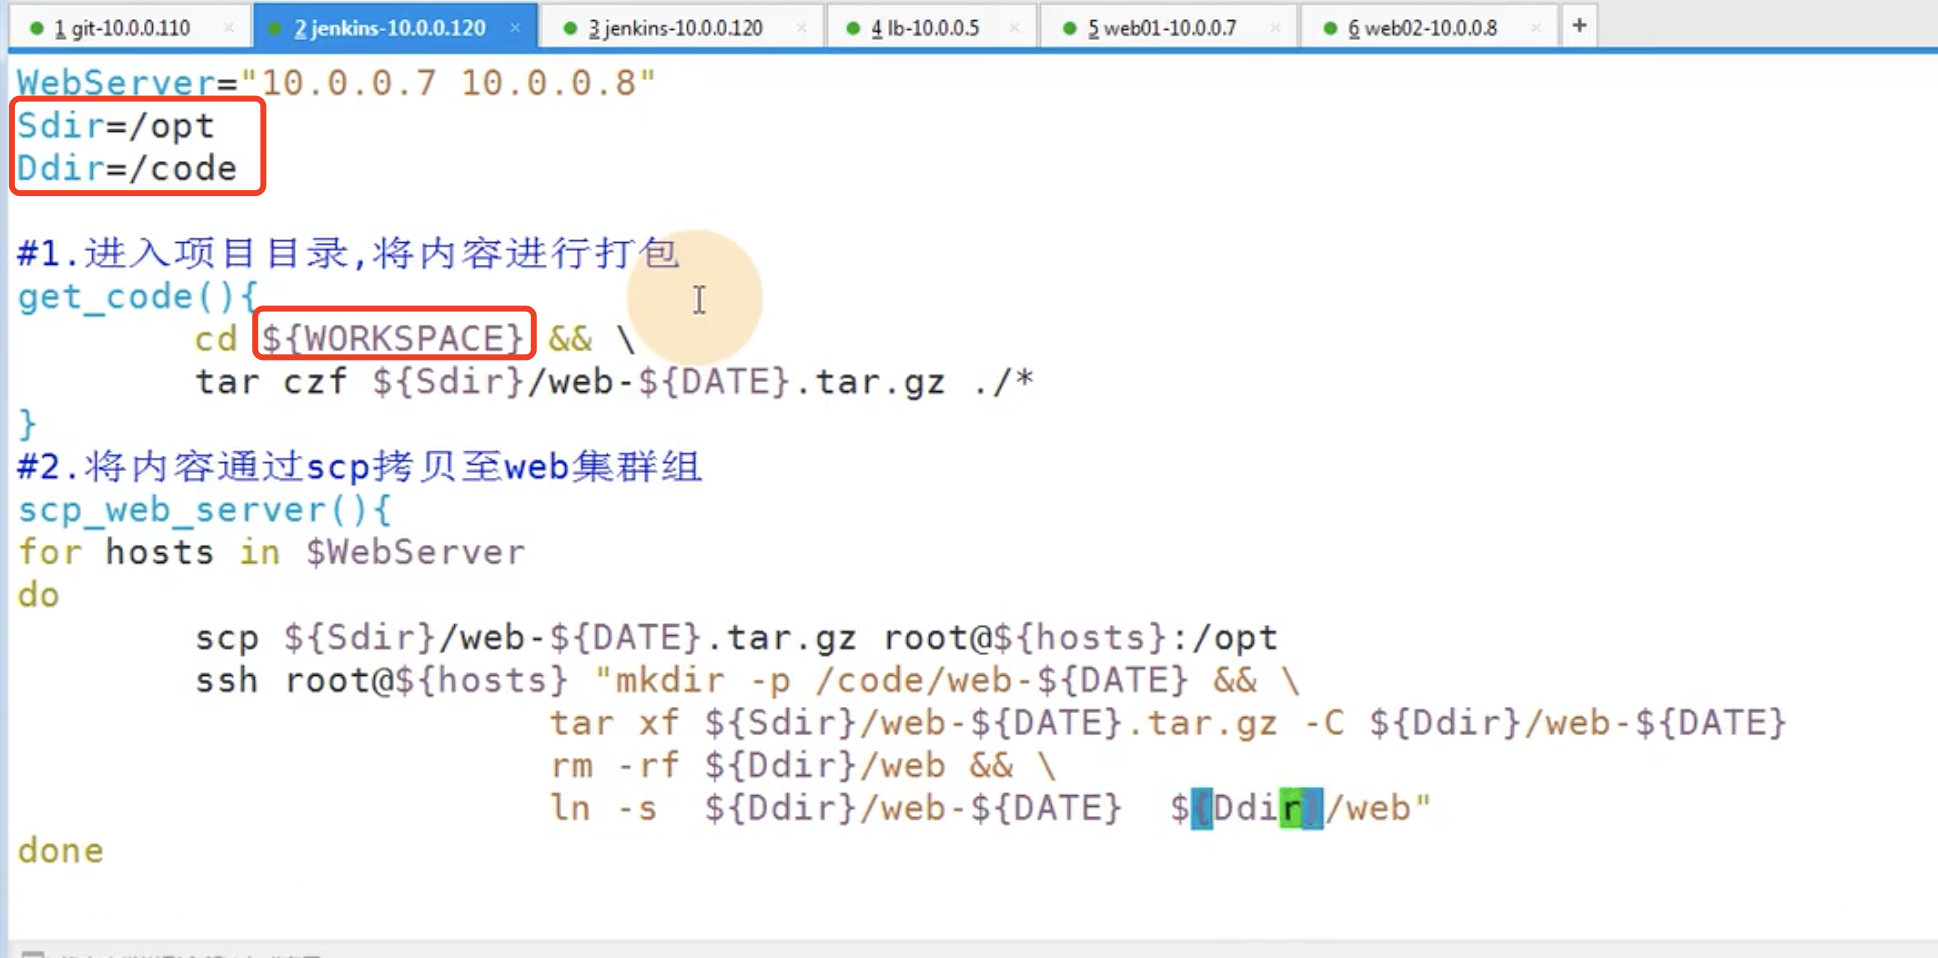 1 git-10.0.0.110 × 2 jenkins-10.0.0.120 × 3 jenkins-10.0.0.120 × 4 lb-10.0.0.5 × 5 web01-10.0.0.7 × 6 web02-10.0.0.8 × +
WebServer="10.0.0.7 10.0.0.8"
Sdir=/opt
Ddir=/code
#1.进入项目目录,将内容进行打包
get_code(){
cd ${WORKSPACE} && \
tar czf ${Sdir}/web-${DATE}.tar.gz ./*
}
#2.将内容通过scp拷贝至web集群组
scp_web_server(){
for hosts in $WebServer
do
scp ${Sdir}/web-${DATE}.tar.gz root@${hosts}:/opt
ssh root@${hosts} "mkdir -p /code/web-${DATE} && \
tar xf ${Sdir}/web-${DATE}.tar.gz -C ${Ddir}/web-${DATE}
rm -rf ${Ddir}/web && \
ln -s ${Ddir}/web-${DATE} ${Ddir}/web"
done